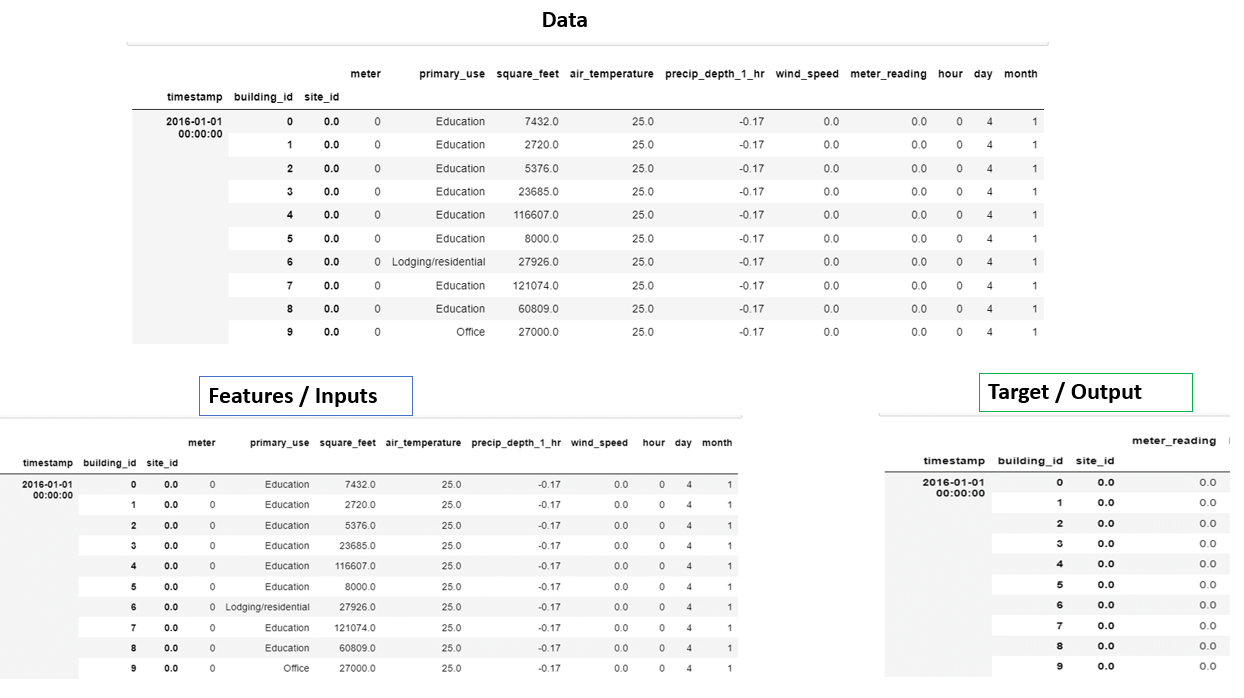 Data
meter primary_use square_feet air_temperature precip_depth_1_hr wind_speed meter_reading hour day month
timestamp building_id site_id
2016-01-01 00:00:00 0 0.0 0 Education 7432.0 25.0 -0.17 0.0 0.0 0 4 1
1 0.0 0 Education 2720.0 25.0 -0.17 0.0 0.0 0 4 1
2 0.0 0 Education 5376.0 25.0 -0.17 0.0 0.0 0 4 1
3 0.0 0 Education 23685.0 25.0 -0.17 0.0 0.0 0 4 1
4 0.0 0 Education 116607.0 25.0 -0.17 0.0 0.0 0 4 1
5 0.0 0 Education 8000.0 25.0 -0.17 0.0 0.0 0 4 1
6 0.0 0 Lodging/residential 27926.0 25.0 -0.17 0.0 0.0 0 4 1
7 0.0 0 Education 121074.0 25.0 -0.17 0.0 0.0 0 4 1
8 0.0 0 Education 60809.0 25.0 -0.17 0.0 0.0 0 4 1
9 0.0 0 Office 27000.0 25.0 -0.17 0.0 0.0 0 4 1
Features / Inputs
meter primary_use square_feet air_temperature precip_depth_1_hr wind_speed hour day month
timestamp building_id site_id
2016-01-01 00:00:00 0 0.0 0 Education 7432.0 25.0 -0.17 0.0 0 4 1
1 0.0 0 Education 2720.0 25.0 -0.17 0.0 0 4 1
2 0.0 0 Education 5376.0 25.0 -0.17 0.0 0 4 1
3 0.0 0 Education 23685.0 25.0 -0.17 0.0 0 4 1
4 0.0 0 Education 116607.0 25.0 -0.17 0.0 0 4 1
5 0.0 0 Education 8000.0 25.0 -0.17 0.0 0 4 1
6 0.0 0 Lodging/residential 27926.0 25.0 -0.17 0.0 0 4 1
7 0.0 0 Education 121074.0 25.0 -0.17 0.0 0 4 1
8 0.0 0 Education 60809.0 25.0 -0.17 0.0 0 4 1
9 0.0 0 Office 27000.0 25.0 -0.17 0.0 0 4 1
Target / Output
meter_reading
timestamp building_id site_id
2016-01-01 00:00:00 0 0.0 0.0
1 0.0 0.0
2 0.0 0.0
3 0.0 0.0
4 0.0 0.0
5 0.0 0.0
6 0.0 0.0
7 0.0 0.0
8 0.0 0.0
9 0.0 0.0